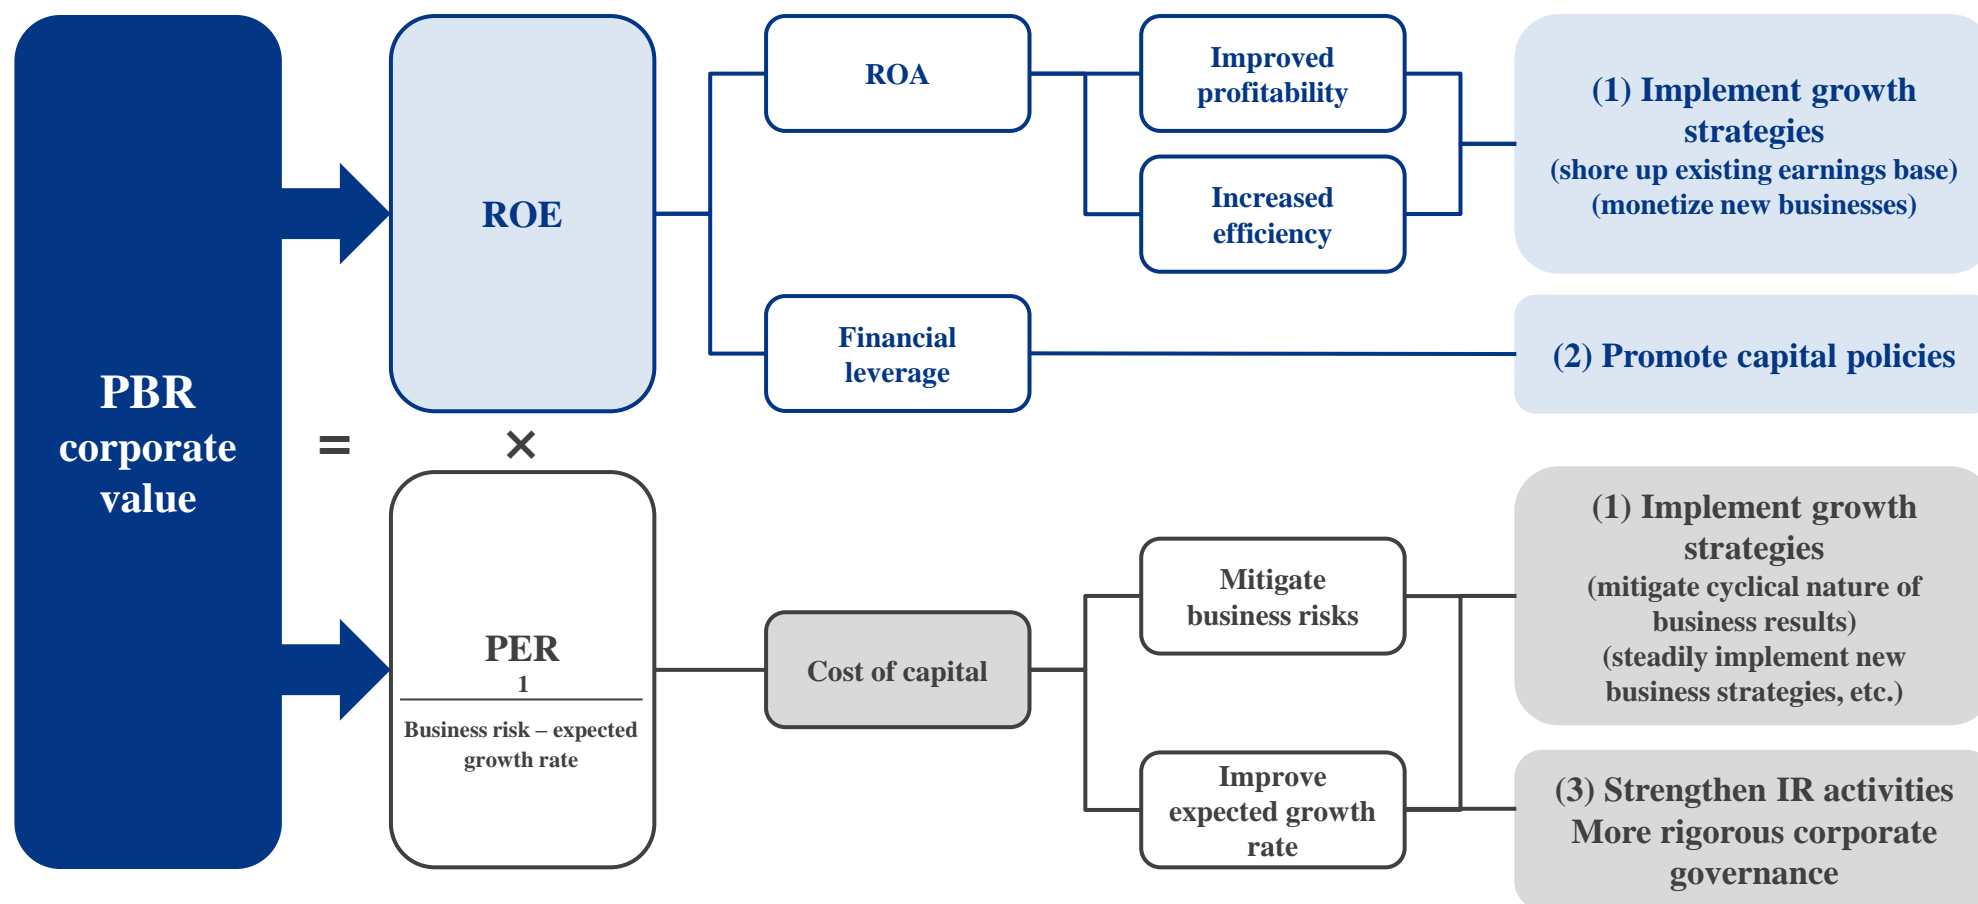 PBR
corporate
value
=
ROE
×
PER
1
Business risk – expected
growth rate
ROA
Financial
leverage
Cost of capital
Improved
profitability
Increased
efficiency
Mitigate
business risks
Improve
expected growth
rate
(1) Implement growth
strategies
(shore up existing earnings base)
(monetize new businesses)
(2) Promote capital policies
(1) Implement growth
strategies
(mitigate cyclical nature of
business results)
(steadily implement new
business strategies, etc.)
(3) Strengthen IR activities
More rigorous corporate
governance